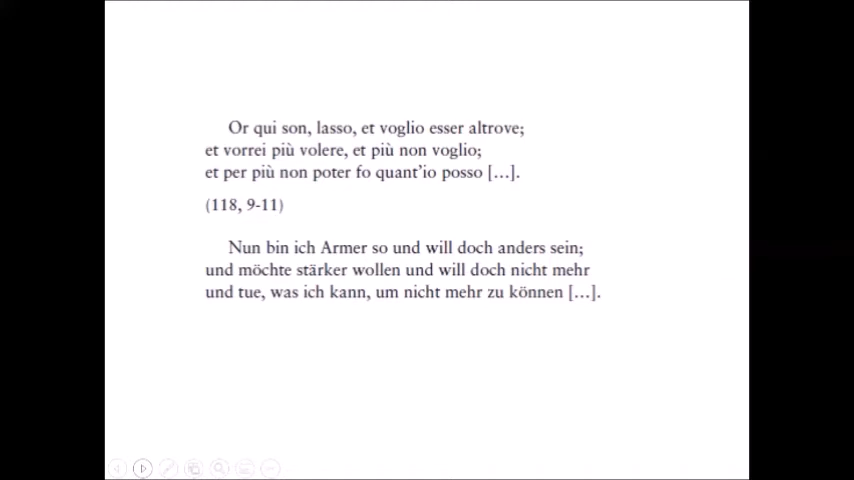 Or qui son, lasso, et voglio esser altrove;
et vorrei più volere, et più non voglio;
et per più non poter fo quant'io posso [...].
(118, 9-11)
Nun bin ich Armer so und will doch anders sein;
und möchte stärker wollen und will doch nicht mehr
und tue, was ich kann, um nicht mehr zu können [...].